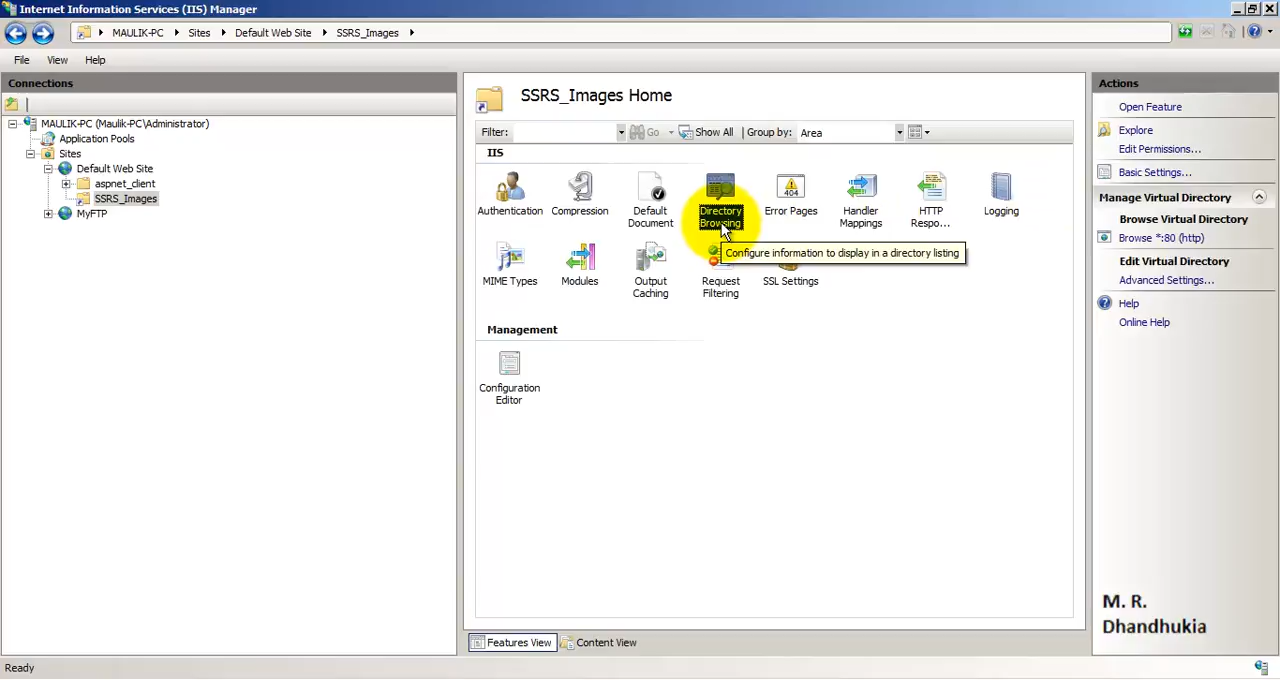 Internet Information Services (IIS) Manager
MAULIK-PC Sites Default Web Site SSRS_Images
File View Help
Connections
MAULIK-PC (Maulik-PC\Administrator)
Application Pools
Sites
Default Web Site
aspnet_client
SSRS_Images
MyFTP
SSRS_Images Home
Filter: Go Show All Group by: Area
IIS
Authentication
Compression
Default
Document
Directory
Browsing
404
Error Pages
Handler
Mappings
HTTP
Respo...
Logging
Configure information to display in a directory listing
MIME Types
Modules
Output
Caching
Request
Filtering
SSL Settings
Management
Configuration
Editor
Features View Content View
Actions
Open Feature
Explore
Edit Permissions...
Basic Settings...
Manage Virtual Directory
Browse Virtual Directory
Browse *:80 (http)
Edit Virtual Directory
Advanced Settings...
Help
Online Help
M. R.
Dhandhukia
Ready